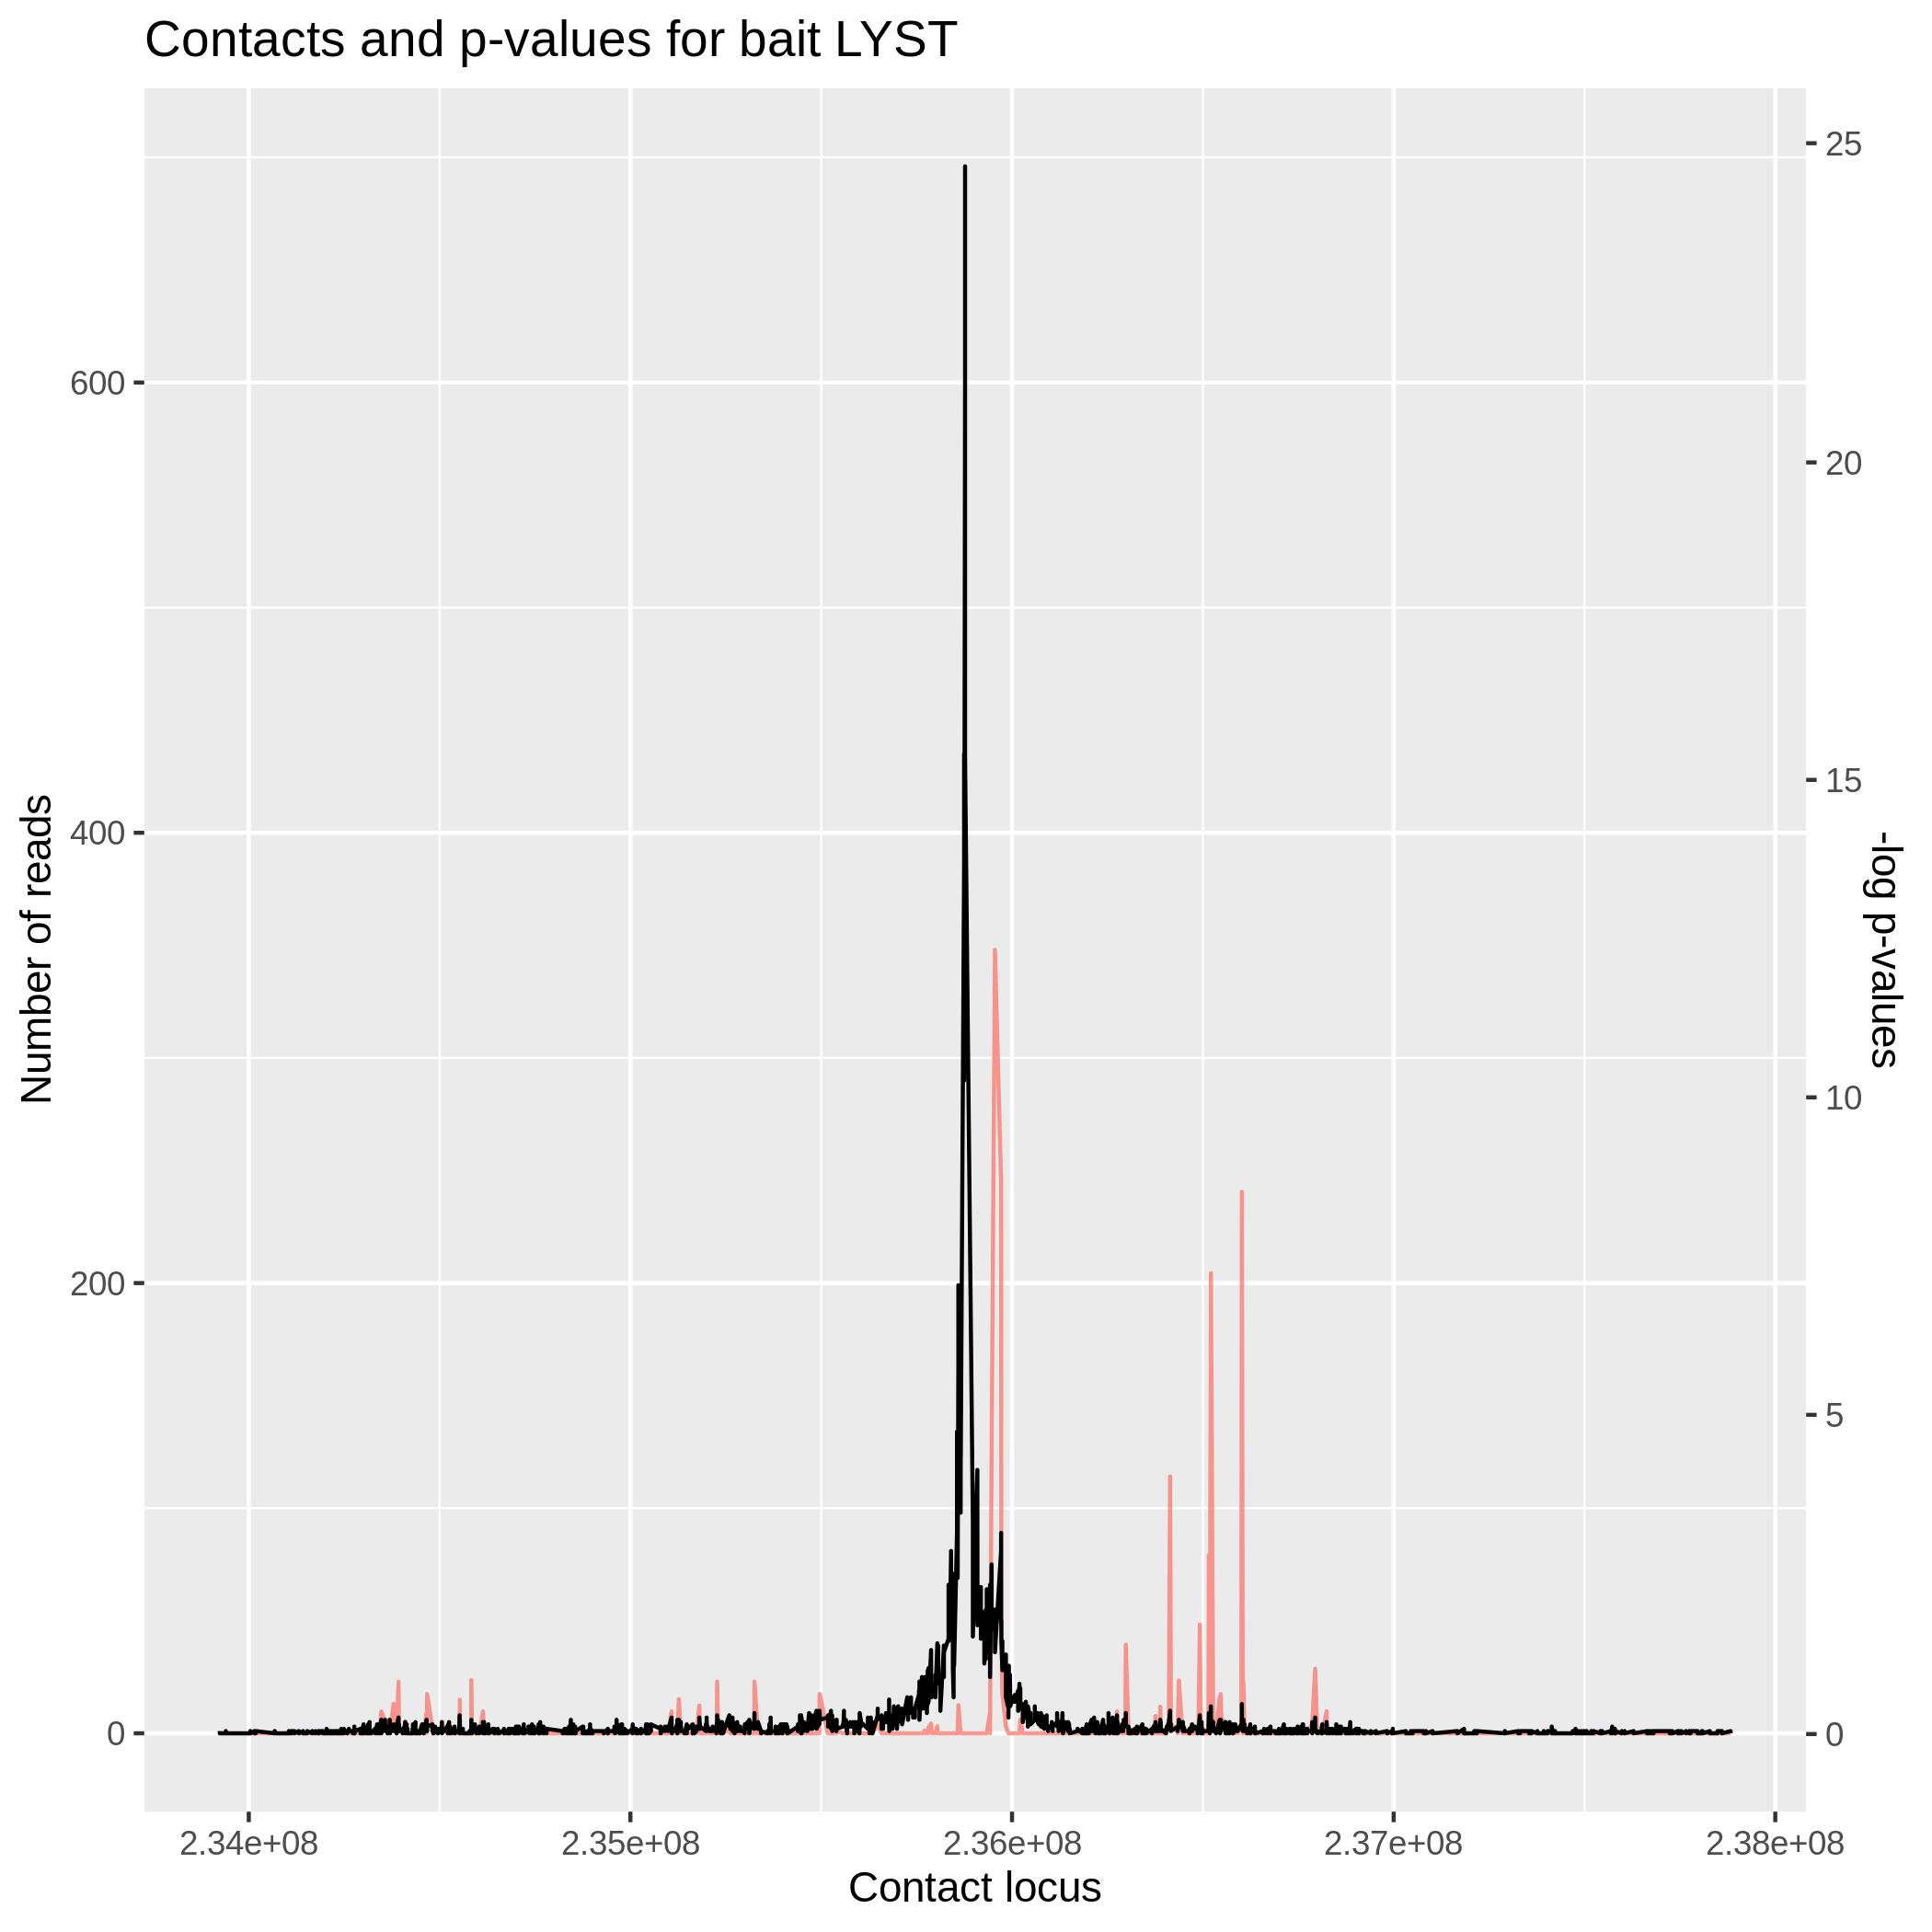 Contacts and p-values for bait LYST
Number of reads
600
400
200
0
25
20
15
10
5
0
-log p-values
2.34e+08 2.35e+08 2.36e+08 2.37e+08 2.38e+08
Contact locus